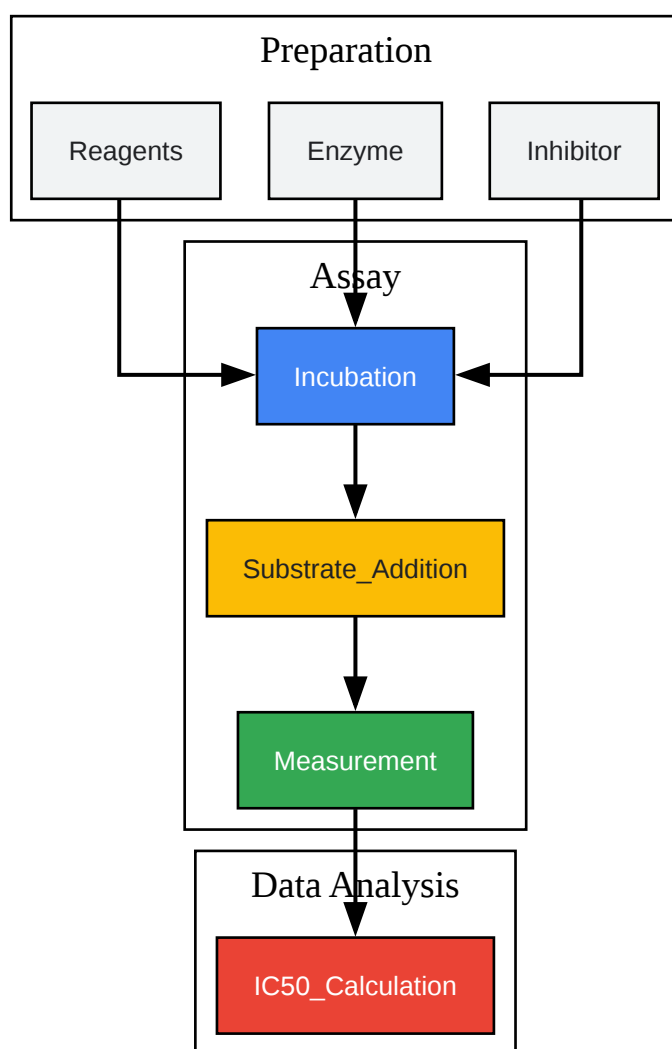 Preparation
Reagents
Enzyme
Inhibitor
Assay
Incubation
Substrate_Addition
Measurement
Data Analysis
IC50_Calculation